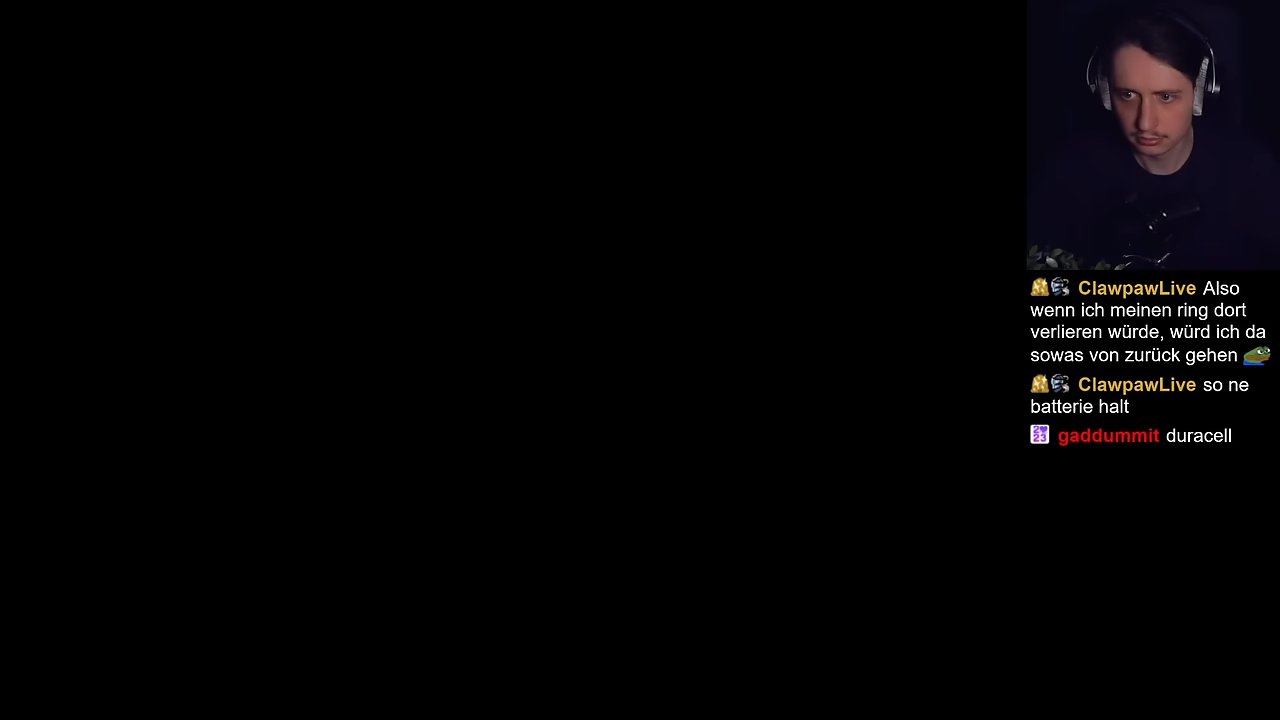 ClawpawLive Also
wenn ich meinen ring dort
verlieren würde, würd ich da
sowas von zurück gehen
ClawpawLive so ne
batterie halt
2023 gaddummit duracell